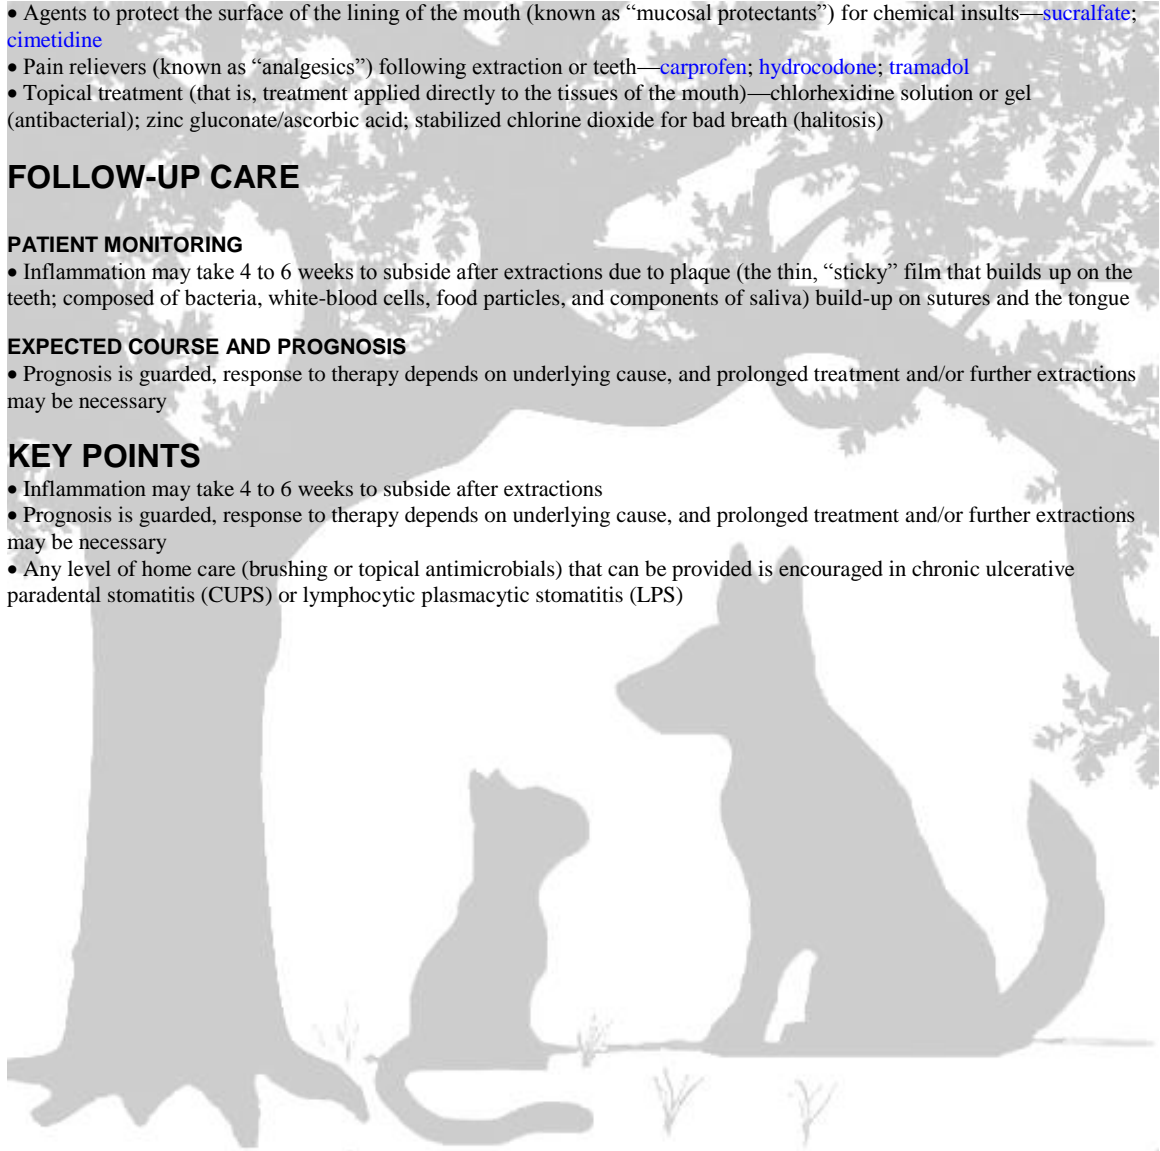 • Agents to protect the surface of the lining of the mouth (known as “mucosal protectants”) for chemical insults—sucralfate;
cimetidine
• Pain relievers (known as “analgesics”) following extraction or teeth—carprofen; hydrocodone; tramadol
• Topical treatment (that is, treatment applied directly to the tissues of the mouth)—chlorhexidine solution or gel
(antibacterial); zinc gluconate/ascorbic acid; stabilized chlorine dioxide for bad breath (halitosis)
FOLLOW-UP CARE
PATIENT MONITORING
• Inflammation may take 4 to 6 weeks to subside after extractions due to plaque (the thin, “sticky” film that builds up on the
teeth; composed of bacteria, white-blood cells, food particles, and components of saliva) build-up on sutures and the tongue
EXPECTED COURSE AND PROGNOSIS
• Prognosis is guarded, response to therapy depends on underlying cause, and prolonged treatment and/or further extractions
may be necessary
KEY POINTS
• Inflammation may take 4 to 6 weeks to subside after extractions
• Prognosis is guarded, response to therapy depends on underlying cause, and prolonged treatment and/or further extractions
may be necessary
• Any level of home care (brushing or topical antimicrobials) that can be provided is encouraged in chronic ulcerative
paradental stomatitis (CUPS) or lymphocytic plasmacytic stomatitis (LPS)